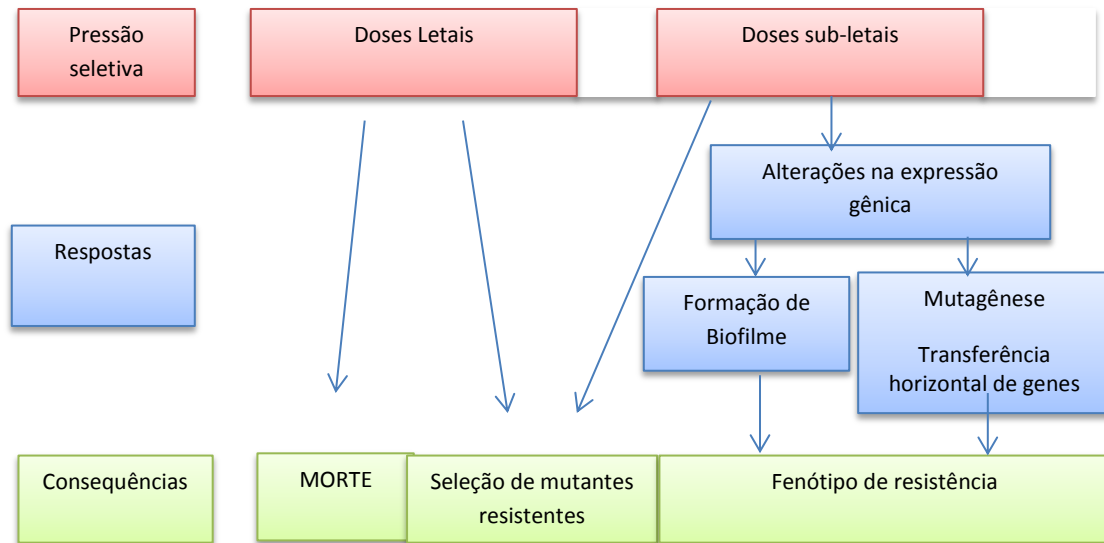 Pressão
seletiva
Doses Letais
Doses sub-letais
Alterações na expressão
gênica
Respostas
Formação de
Biofilme
Mutagênese
Transferência
horizontal de genes
Consequências
MORTE
Seleção de mutantes
resistentes
Fenótipo de resistência